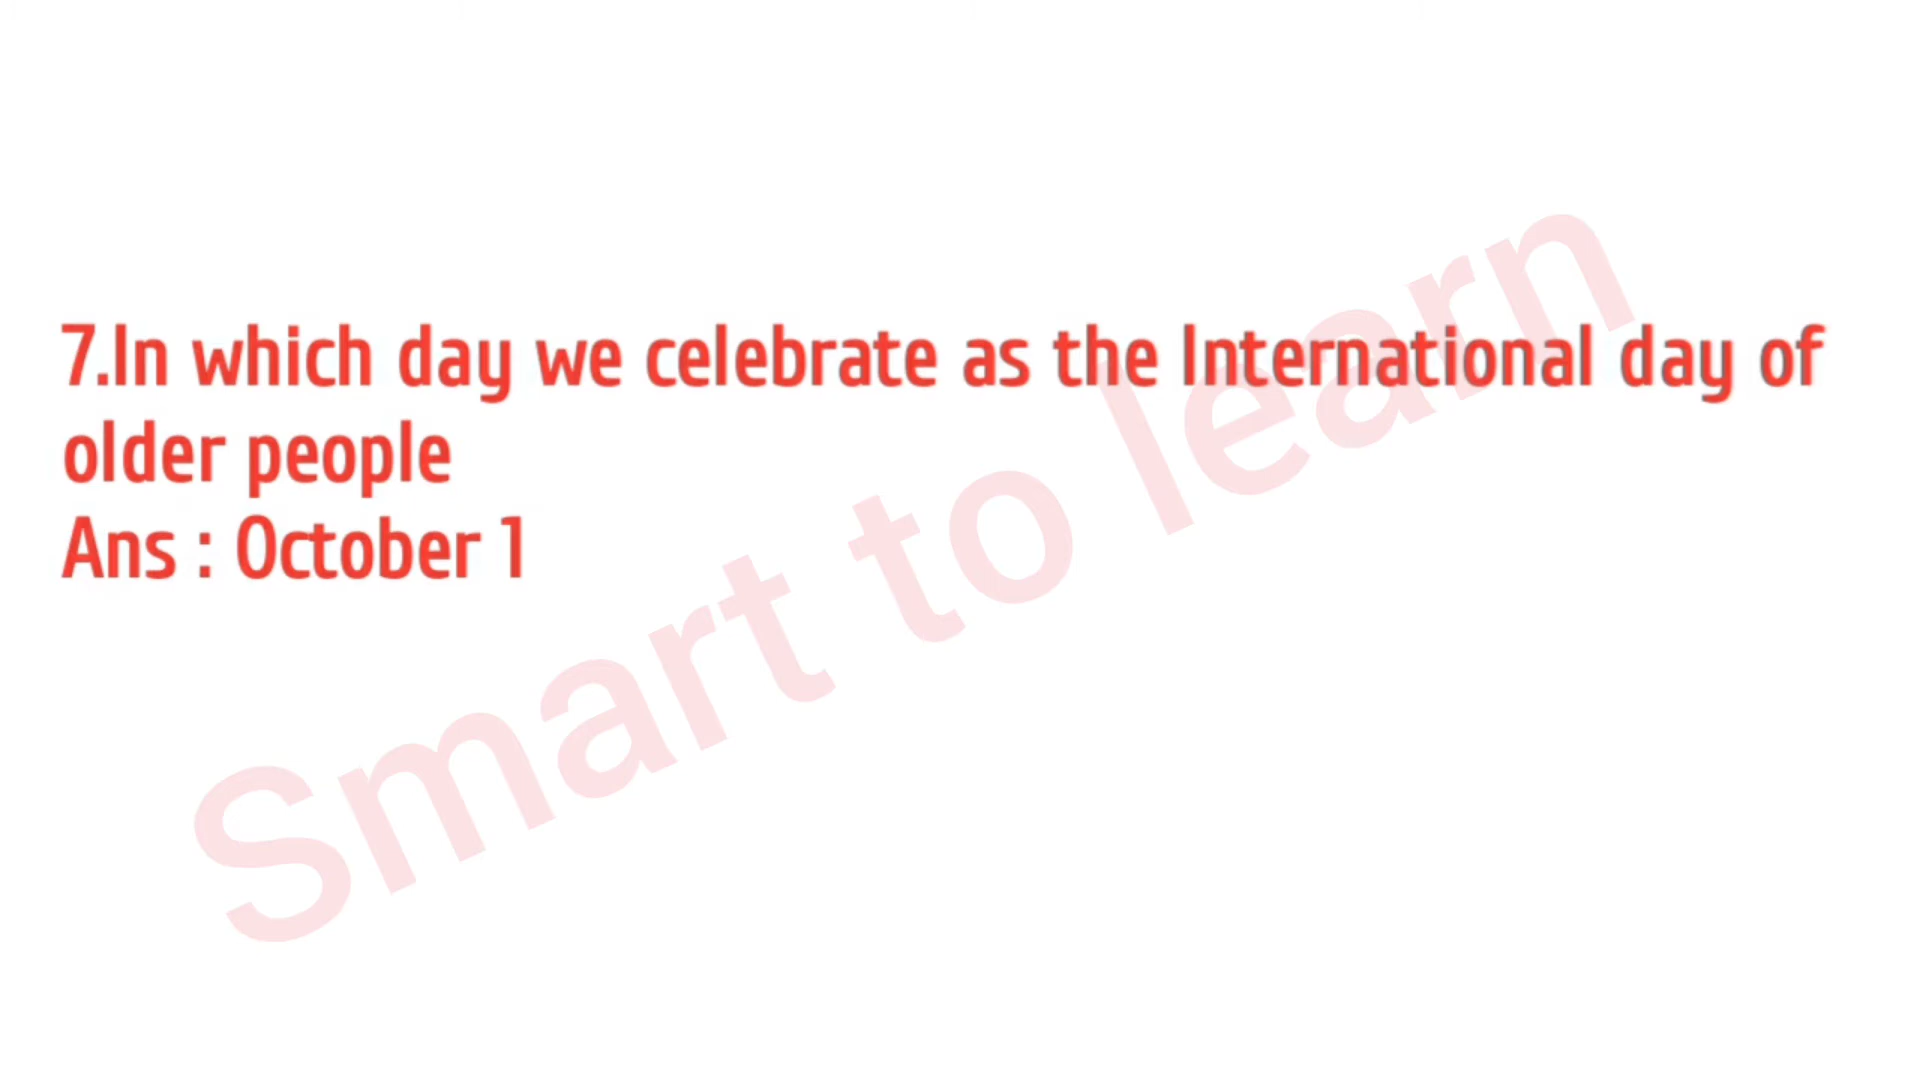 7.In which day we celebrate as the International day of
older people
Ans : October 1
Smart to learn